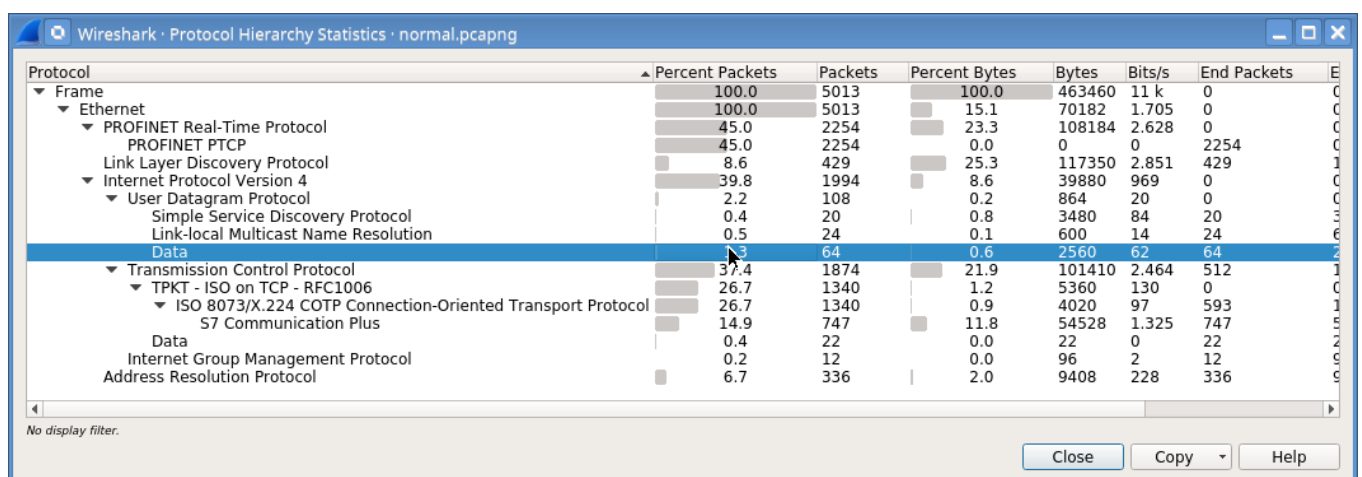 Wireshark · Protocol Hierarchy Statistics · normal.pcapng
Protocol Percent Packets Packets Percent Bytes Bytes Bits/s End Packets E
Frame 100.0 5013 100.0 463460 11 k 0
Ethernet 100.0 5013 15.1 70182 1.705 0
PROFINET Real-Time Protocol 45.0 2254 23.3 108184 2.628 0
PROFINET PTCP 45.0 2254 0.0 0 0 2254
Link Layer Discovery Protocol 8.6 429 25.3 117350 2.851 429 1
Internet Protocol Version 4 39.8 1994 8.6 39880 969 0
User Datagram Protocol 2.2 108 0.2 864 20 0
Simple Service Discovery Protocol 0.4 20 0.8 3480 84 20
Link-local Multicast Name Resolution 0.5 24 0.1 600 14 24
Data 64 0.6 2560 62 64
Transmission Control Protocol 37.4 1874 21.9 101410 2.464 512 1
TPKT - ISO on TCP - RFC1006 26.7 1340 1.2 5360 130 0
ISO 8073/X.224 COTP Connection-Oriented Transport Protocol 26.7 1340 0.9 4020 97 593 1
S7 Communication Plus 14.9 747 11.8 54528 1.325 747
Data 0.4 22 0.0 22 0 22
Internet Group Management Protocol 0.2 12 0.0 96 2 12
Address Resolution Protocol 6.7 336 2.0 9408 228 336
No display filter.
Close Copy Help